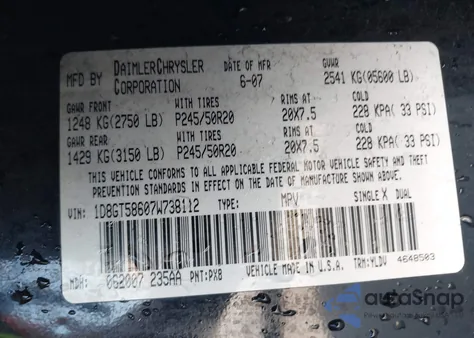 MFD BY DAIMLERCHRYSLER CORPORATION DATE OF MFR 6-07 GVWR 2541 KG(05600 LB)
GAWR FRONT WITH TIRES RIMS AT COLD
1248 KG(2750 LB) P245/50R20 20X7.5 228 KPA( 33 PSI)
GAWR REAR WITH TIRES RIMS AT COLD
1429 KG(3150 LB) P245/50R20 20X7.5 228 KPA( 33 PSI)
THIS VEHICLE CONFORMS TO ALL APPLICABLE FEDERAL MOTOR VEHICLE SAFETY AND THEFT
PREVENTION STANDARDS IN EFFECT ON THE DATE OF MANUFACTURE SHOWN ABOVE.
VIN: 1D8GT58607W738112 TYPE: MPV SINGLE X DUAL
MDH: 062007 235AA PNT:PX8 VEHICLE MADE IN U.S.A. TRM:YLDV 4648503
autoSnap